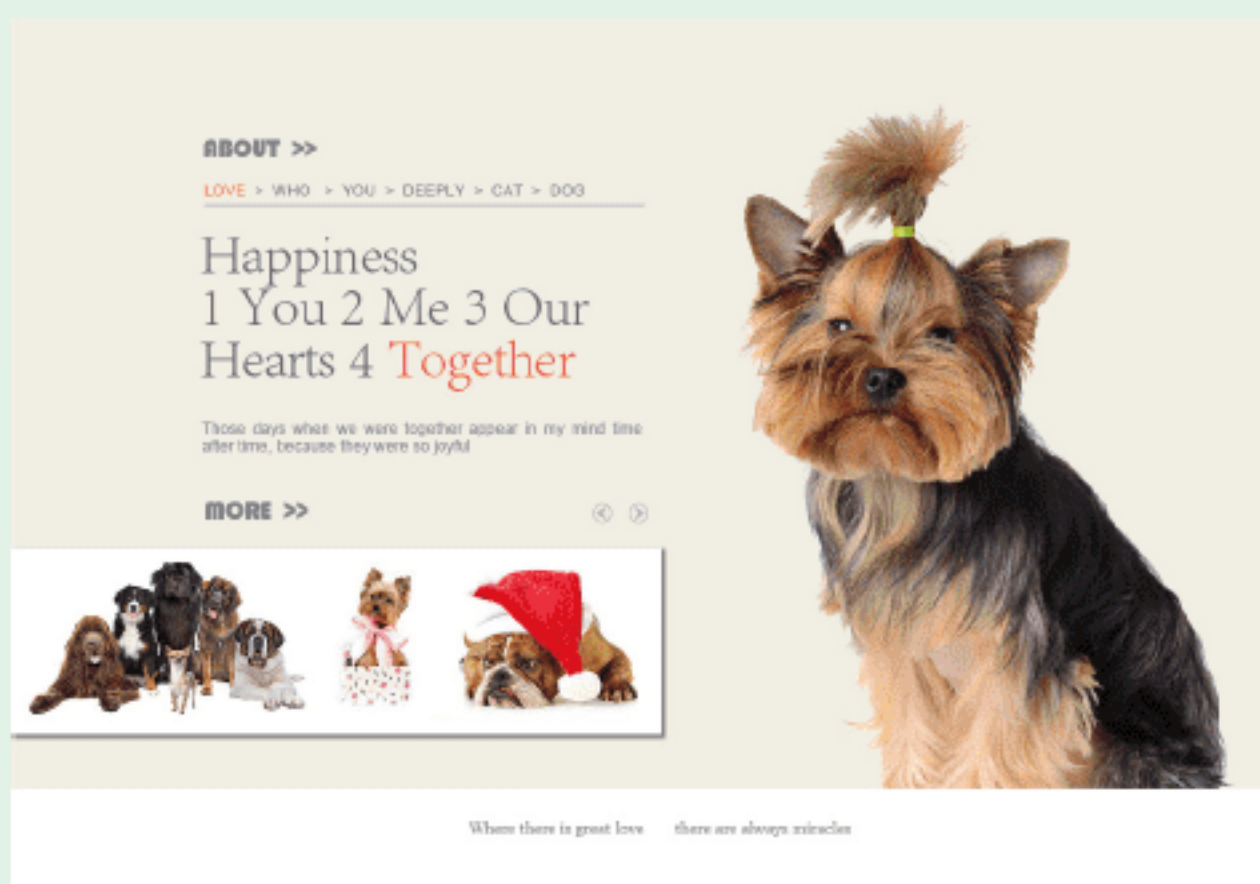 ABOUT >>
LOVE > WHO > YOU > DEEPLY > CAT > DOG
Happiness
1 You 2 Me 3 Our
Hearts 4 Together
Those days when we were together appear in my mind time
after time, because they were so joyful
MORE >>
Where there is great love there are always miracles